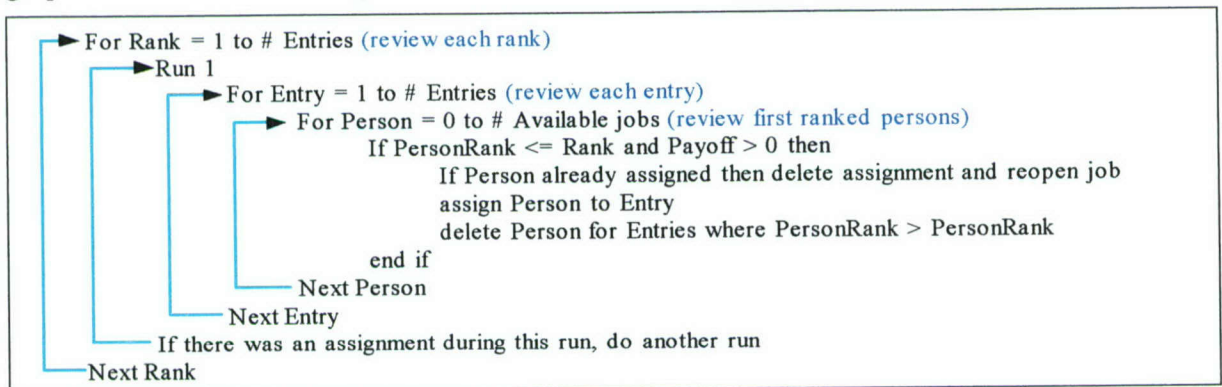 For Rank = 1 to # Entries (review each rank)
Run 1
For Entry = 1 to # Entries (review each entry)
For Person = 0 to # Available jobs (review first ranked persons)
If PersonRank <= Rank and Payoff > 0 then
If Person already assigned then delete assignment and reopen job
assign Person to Entry
delete Person for Entries where PersonRank > PersonRank
end if
Next Person
Next Entry
If there was an assignment during this run, do another run
Next Rank